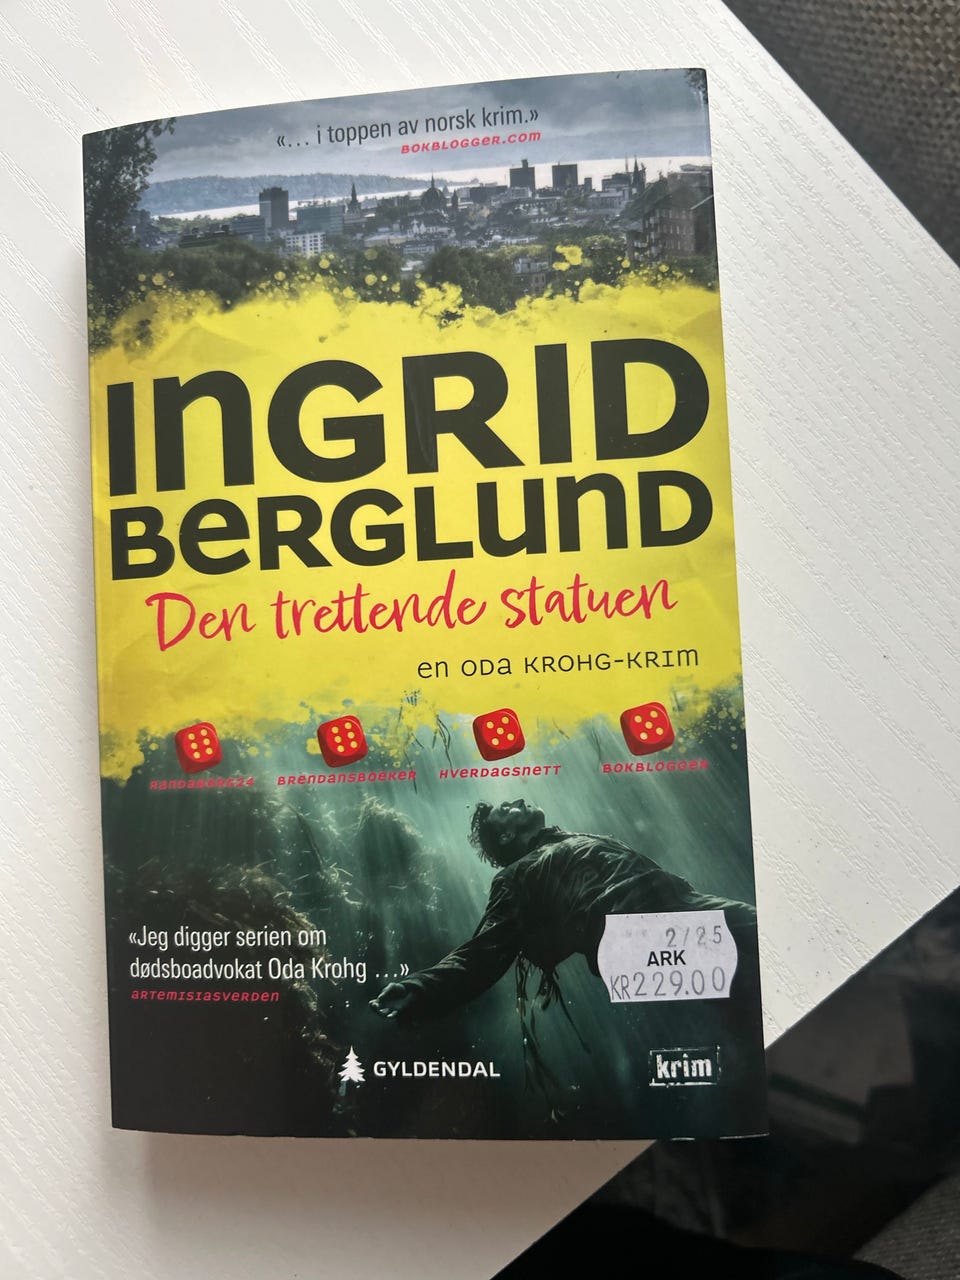 «… i toppen av norsk krim.»
BOKBLOGGER.COM
INGRID
BERGLUND
Den trettende statuen
en ODA KROHG-KRIM
RANDABERG24 BRENDANSBOEKER HVERDAGSNETT BOKBLOGGER
«Jeg digger serien om
dødsboadvokat Oda Krohg …»
ARTEMISIASVERDEN
2/25
ARK
KR229.00
GYLDENDAL
krim